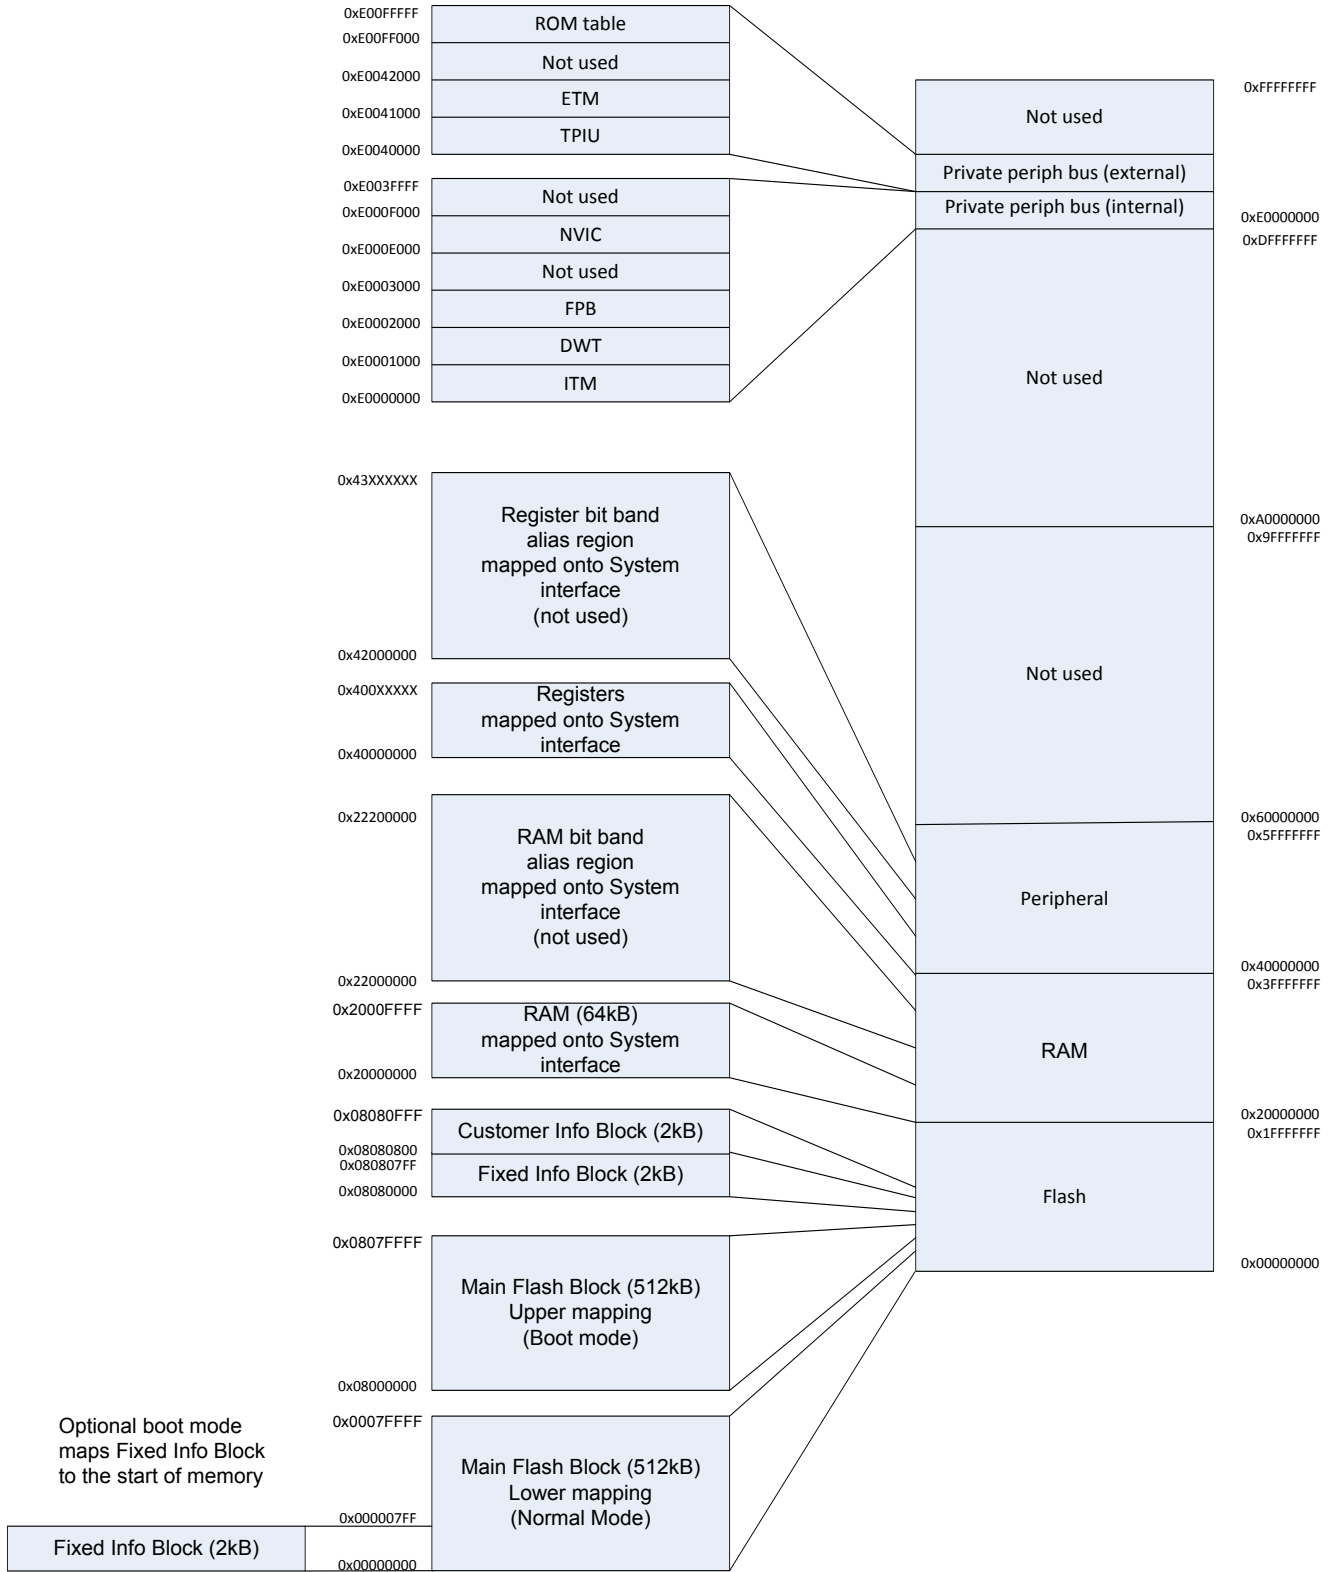 0xE00FFFFF
ROM table
0xE00FF000
Not used
0xE0042000
ETM
0xE0041000
TPIU
0xE0040000
0xE003FFFF
Not used
0xE000F000
NVIC
0xE000E000
Not used
0xE0003000
FPB
0xE0002000
DWT
0xE0001000
ITM
0xE0000000
0x43XXXXXX
Register bit band
alias region
mapped onto System
interface
(not used)
0x42000000
0x400XXXXX
Registers
mapped onto System
interface
0x40000000
0x22200000
RAM bit band
alias region
mapped onto System
interface
(not used)
0x22000000
0x2000FFFF
RAM (64kB)
mapped onto System
interface
0x20000000
0x08080FFF
Customer Info Block (2kB)
0x08080800
0x080807FF
Fixed Info Block (2kB)
0x08080000
0x0807FFFF
Main Flash Block (512kB)
Upper mapping
(Boot mode)
0x08000000
0x0007FFFF
Main Flash Block (512kB)
Lower mapping
(Normal Mode)
Optional boot mode
maps Fixed Info Block
to the start of memory
0x000007FF
Fixed Info Block (2kB)
0x00000000
0xFFFFFFFF
Not used
Private periph bus (external)
Private periph bus (internal)
0xE0000000
0xDFFFFFFF
Not used
0xA0000000
0x9FFFFFFF
Not used
0x60000000
0x5FFFFFFF
Peripheral
0x40000000
0x3FFFFFFF
RAM
0x20000000
0x1FFFFFFF
Flash
0x00000000